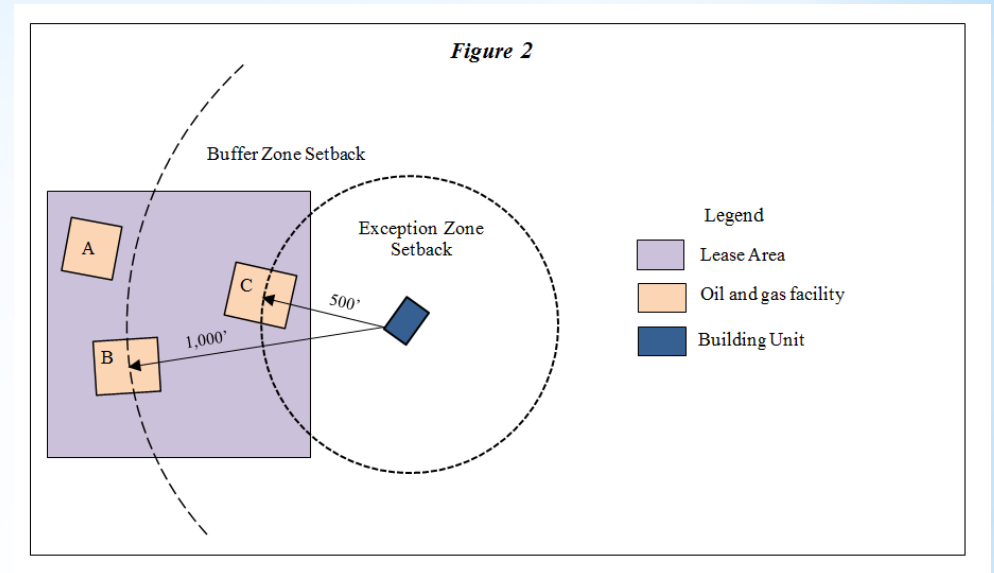 Figure 2
Buffer Zone Setback
Exception Zone
Setback
A
C
500’
1,000’
B
Legend
Lease Area
Oil and gas facility
Building Unit